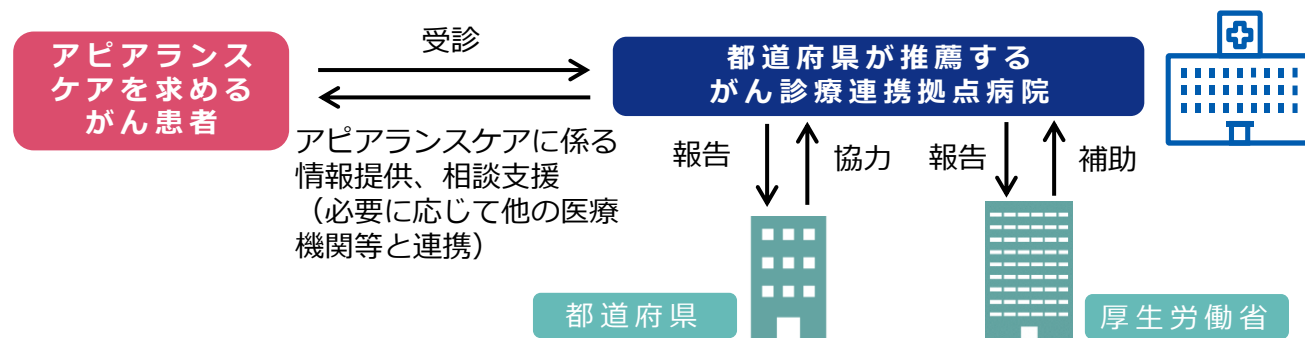 アピアランス
ケアを求める
がん患者
受診
アピアランスケアに係る
情報提供、相談支援
（必要に応じて他の医療
機関等と連携）
都道府県が推薦する
がん診療連携拠点病院
報告
協力
報告
補助
都道府県
厚生労働省